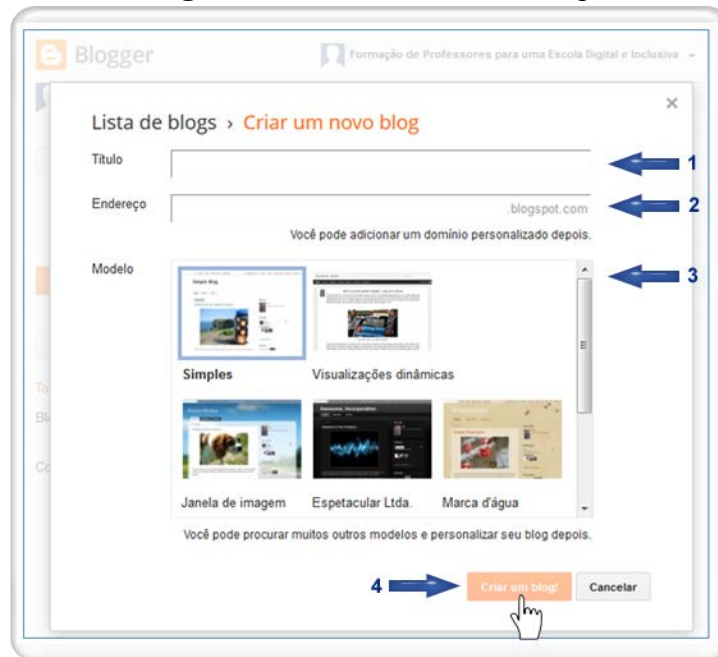 Blogger
Formação de Professores para uma Escola Digital e Inclusiva
Lista de blogs › Criar um novo blog
Título
1
Endereço
.blogspot.com
2
Você pode adicionar um domínio personalizado depois.
Modelo
3
Simples
Visualizações dinâmicas
Janela de imagem
Espetacular Ltda.
Marca d'água
Você pode procurar muitos outros modelos e personalizar seu blog depois.
4
Criar um blog!
Cancelar